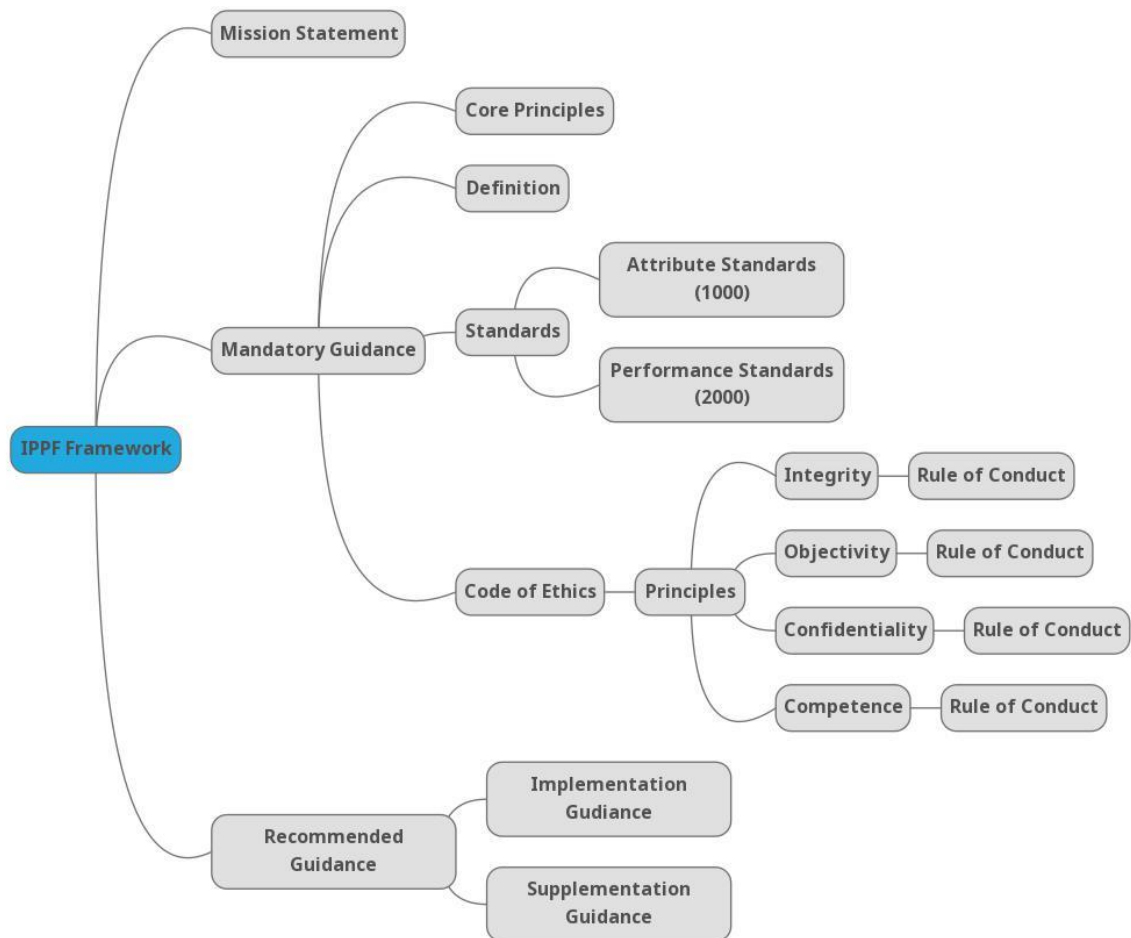 Mission Statement
Core Principles
Definition
Attribute Standards
(1000)
Standards
Mandatory Guidance
Performance Standards
(2000)
IPPF Framework
Integrity
Rule of Conduct
Objectivity
Rule of Conduct
Code of Ethics
Principles
Confidentiality
Rule of Conduct
Competence
Rule of Conduct
Implementation
Gudiance
Recommended
Guidance
Supplementation
Guidance